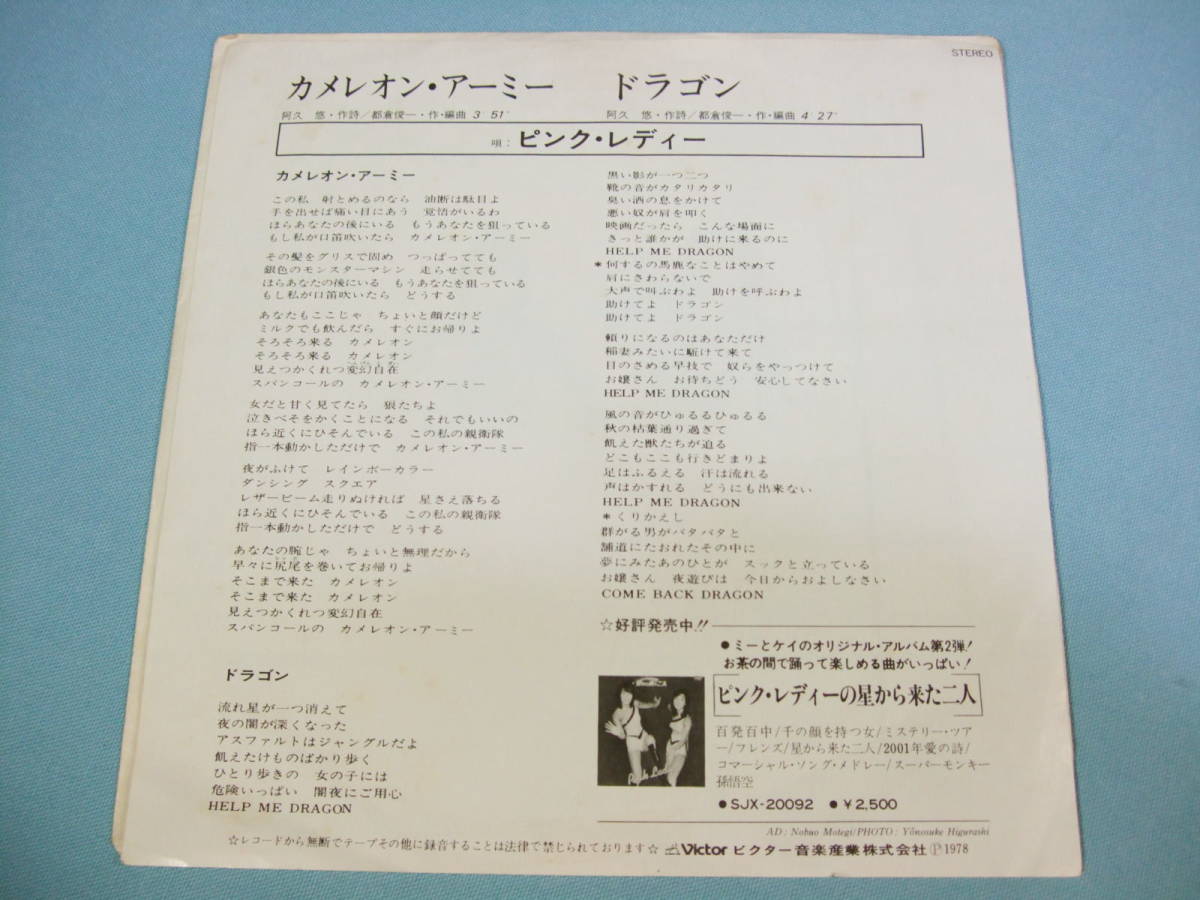 STEREO
カメレオン・アーミー　ドラゴン
阿久　悠・作詩／都倉俊一・作・編曲 3′51″　阿久　悠・作詩／都倉俊一・作・編曲 4′27″
唄：ピンク・レディー
カメレオン・アーミー
この私　射とめるのなら　油断は駄目よ
手を出せば痛い目にあう　覚悟がいるわ
ほらあなたの後にいる　もうあなたを狙っている
もし私が口笛吹いたら　カメレオン・アーミー
その髪をグリスで固め　つっぱってても
銀色のモンスターマシン　走らせてても
ほらあなたの後にいる　もうあなたを狙っている
もし私が口笛吹いたら　どうする
あなたもここじゃ　ちょいと顔だけど
ミルクでも飲んだら　すぐにお帰りよ
そろそろ来る　カメレオン
そろそろ来る　カメレオン
見えつかくれつ変幻自在
スパンコールの　カメレオン・アーミー
女だと甘く見てたら　狼たちよ
泣きべそをかくことになる　それでもいいの
ほら近くにひそんでいる　この私の親衛隊
指一本動かしただけで　カメレオン・アーミー
夜がふけて　レインボーカラー
ダンシング　スクエア
レザービーム走りぬければ　星さえ落ちる
ほら近くにひそんでいる　この私の親衛隊
指一本動かしただけで　どうする
あなたの腕じゃ　ちょいと無理だから
早々に尻尾を巻いてお帰りよ
そこまで来た　カメレオン
そこまで来た　カメレオン
見えつかくれつ変幻自在
スパンコールの　カメレオン・アーミー
ドラゴン
流れ星が一つ消えて
夜の闇が深くなった
アスファルトはジャングルだよ
飢えたけものばかり歩く
ひとり歩きの　女の子には
危険いっぱい　闇夜にご用心
HELP ME DRAGON
黒い影が一つ二つ
靴の音がカタリカタリ
臭い酒の息をかけて
悪い奴が肩を叩く
映画だったら　こんな場面に
きっと誰かが　助けに来るのに
HELP ME DRAGON
＊何するの馬鹿なことはやめて
肩にさわらないで
大声で叫ぶわよ　助けを呼ぶわよ
助けてよ　ドラゴン
助けてよ　ドラゴン
頼りになるのはあなただけ
稲妻みたいに駆けて来て
目のさめる早技で　奴らをやっつけて
お嬢さん　お待ちどう　安心してなさい
HELP ME DRAGON
風の音がひゅるるひゅるる
秋の枯葉通り過ぎて
飢えた獣たちが迫る
どこもここも行きどまりよ
足はふるえる　汗は流れる
声はかすれる　どうにも出来ない
HELP ME DRAGON
＊くりかえし
群がる男がバタバタと
舗道にたおれたその中に
夢にみたあのひとが　スックと立っている
お嬢さん　夜遊びは　今日からおよしなさい
COME BACK DRAGON
☆好評発売中!!
●ミーとケイのオリジナル・アルバム第2弾!
お茶の間で踊って楽しめる曲がいっぱい!
ピンク・レディーの星から来た二人
百発百中/千の顔を持つ女/ミステリー・ツア
ー/フレンズ/星から来た二人/2001年愛の詩/
コマーシャル・ソング・メドレー/スーパーモンキー
孫悟空
●SJX-20092　●￥2,500
AD; Nobuo Motegi/PHOTO; Yōnosuke Higurashi
☆レコードから無断でテープその他に録音することは法律で禁じられております☆ Victor ビクター音楽産業株式会社 Ⓟ1978